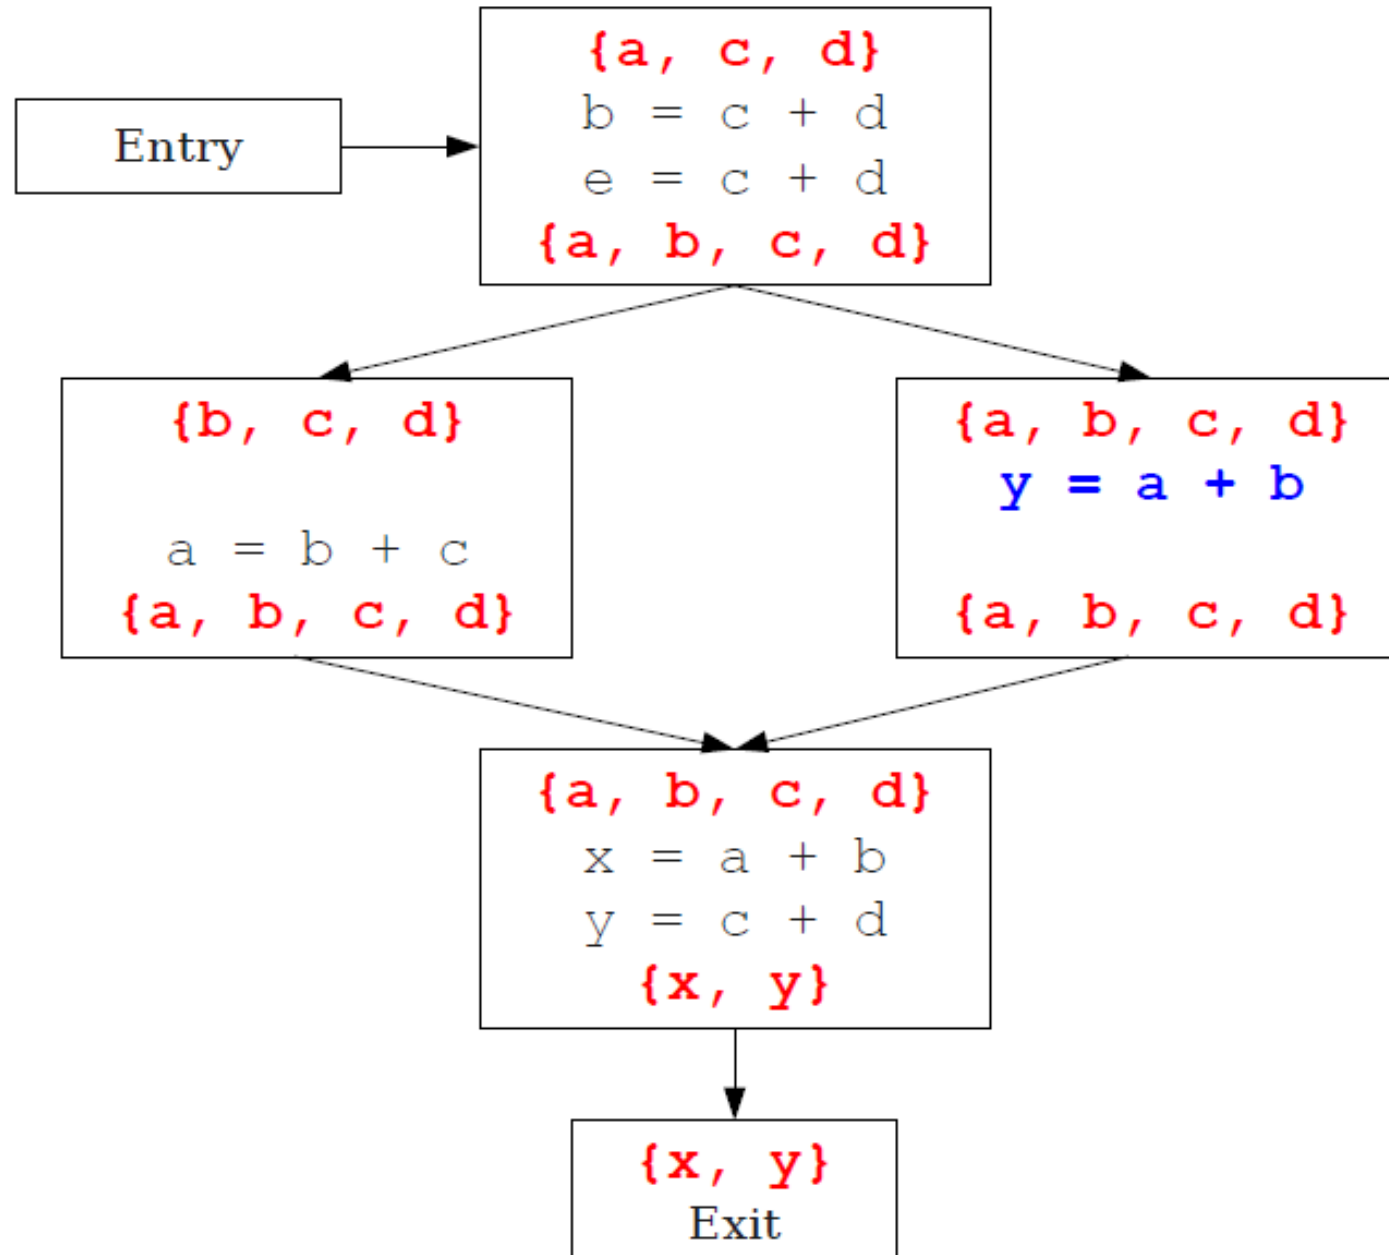 {a, c, d}
b = c + d
e = c + d
{a, b, c, d}
Entry
{b, c, d}
a = b + c
{a, b, c, d}
{a, b, c, d}
y = a + b
{a, b, c, d}
{a, b, c, d}
x = a + b
y = c + d
{x, y}
{x, y}
Exit